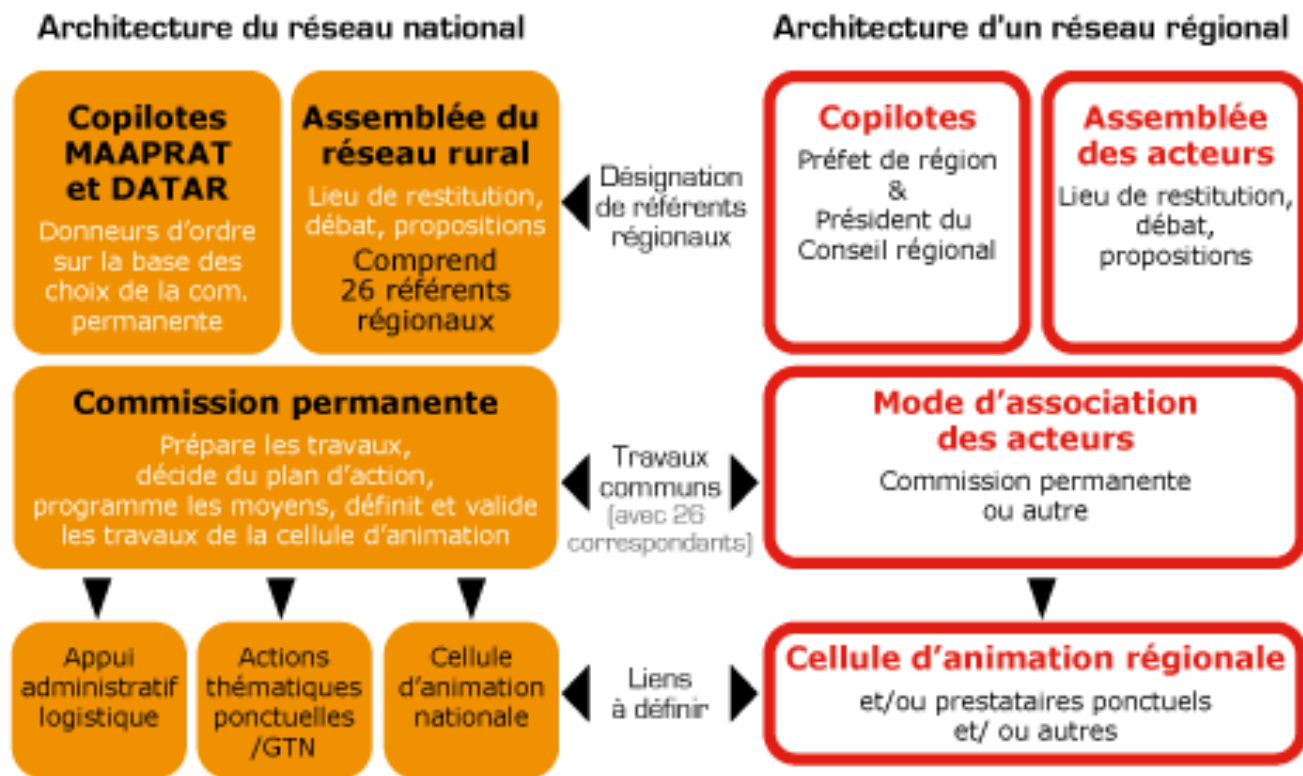 Architecture du réseau national
Architecture d'un réseau régional
Copilotes
MAAPRAT
et DATAR
Donneurs d'ordre
sur la base des
choix de la com.
permanente
Assemblée du
réseau rural
Lieu de restitution,
débat, propositions
Comprend
26 référents
régionaux
Désignation
de référents
régionaux
Copilotes
Préfet de région
&
Président du
Conseil régional
Assemblée
des acteurs
Lieu de restitution,
débat,
propositions
Commission permanente
Prépare les travaux,
décide du plan d'action,
programme les moyens, définit et valide
les travaux de la cellule d'animation
Travaux
communs
(avec 26
correspondants)
Mode d'association
des acteurs
Commission permanente
ou autre
Appui
administratif
logistique
Actions
thématiques
ponctuelles
/GTN
Cellule
d'animation
nationale
Liens
à définir
Cellule d'animation régionale
et/ou prestataires ponctuels
et/ ou autres